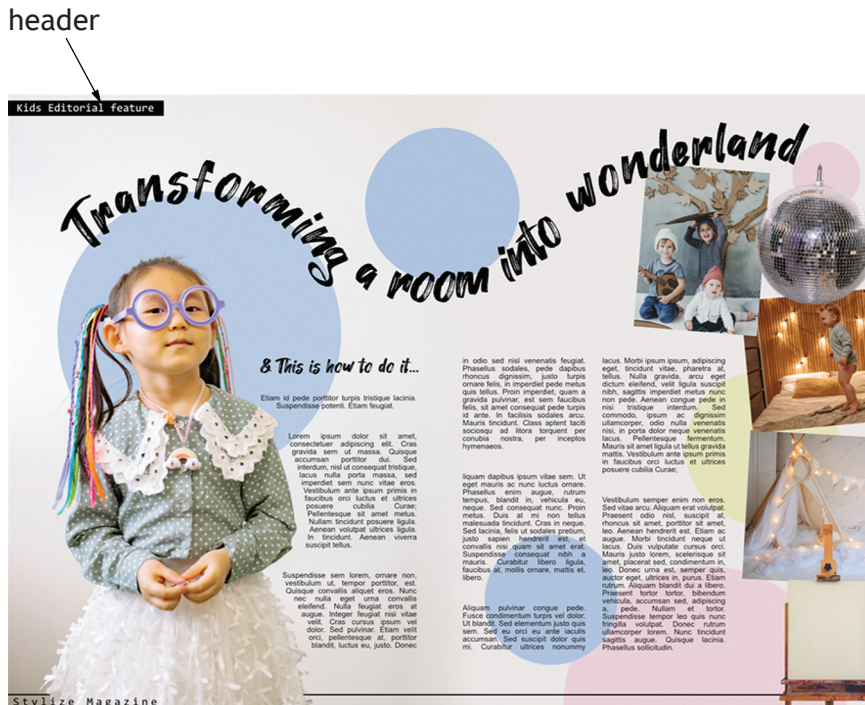 header
Kids Editorial feature
Transforming a room into wonderland
& This is how to do it...
Etiam id pede porttitor turpis tristique lacinia.
Suspendisse potenti. Etiam feugiat.
Lorem ipsum dolor sit amet,
consectetuer adipiscing elit. Cras
gravida sem ut massa. Quisque
accumsan porttitor dui. Sed
interdum, nisl ut consequat tristique,
lacus nulla porta massa, sed
imperdiet sem nunc vitae eros.
Vestibulum ante ipsum primis in
faucibus orci luctus et ultrices
posuere cubilia Curae;
Pellentesque sit amet metus.
Nullam tincidunt posuere ligula.
Aenean volutpat ultrices ligula.
In tincidunt. Aenean viverra
suscipit tellus.
Suspendisse sem lorem, ornare non,
vestibulum ut, tempor porttitor, est.
Quisque convallis aliquet eros. Nunc
nec nulla eget urna convallis
eleifend. Nulla feugiat eros at
augue. Integer feugiat nisi vitae
velit. Cras cursus ipsum vel
dolor. Sed pulvinar. Etiam velit
orci, pellentesque at, porttitor
blandit, luctus eu, justo. Donec
in odio sed nisl venenatis feugiat.
Phasellus sodales, pede dapibus
rhoncus dignissim, justo turpis
ornare felis, in imperdiet pede metus
quis tellus. Proin imperdiet, quam a
gravida pulvinar, est sem faucibus
felis, sit amet consequat pede turpis
id ante. In facilisis sodales arcu.
Mauris tincidunt. Class aptent taciti
sociosqu ad litora torquent per
conubia nostra, per inceptos
hymenaeos.
liquam dapibus ipsum vitae sem. Ut
eget mauris ac nunc luctus ornare.
Phasellus enim augue, rutrum
tempus, blandit in, vehicula eu,
neque. Sed consequat nunc. Proin
metus. Duis at mi non tellus
malesuada tincidunt. Cras in neque.
Sed lacinia, felis ut sodales pretium,
justo sapien hendrerit est, et
convallis nisi quam sit amet erat.
Suspendisse consequat nibh a
mauris. Curabitur libero ligula,
faucibus at, mollis ornare, mattis et,
libero.
Aliquam pulvinar congue pede.
Fusce condimentum turpis vel dolor.
Ut blandit. Sed elementum justo quis
sem. Sed eu orci eu ante iaculis
accumsan. Sed suscipit dolor quis
mi. Curabitur ultrices nonummy
lacus. Morbi ipsum ipsum, adipiscing
eget, tincidunt vitae, pharetra at,
tellus. Nulla gravida, arcu eget
dictum eleifend, velit ligula suscipit
nibh, sagittis imperdiet metus nunc
non pede. Aenean congue pede in
nisi tristique interdum. Sed
commodo, ipsum ac dignissim
ullamcorper, odio nulla venenatis
nisi, in porta dolor neque venenatis
lacus. Pellentesque fermentum.
Mauris sit amet ligula ut tellus gravida
mattis. Vestibulum ante ipsum primis
in faucibus orci luctus et ultrices
posuere cubilia Curae;
Vestibulum semper enim non eros.
Sed vitae arcu. Aliquam erat volutpat.
Praesent odio nisl, suscipit at,
rhoncus sit amet, porttitor sit amet,
leo. Aenean hendrerit est. Etiam ac
augue. Morbi tincidunt neque ut
lacus. Duis vulputate cursus orci.
Mauris justo lorem, scelerisque sit
amet, placerat sed, condimentum in,
leo. Donec urna est, semper quis,
auctor eget, ultrices in, purus. Etiam
rutrum. Aliquam blandit dui a libero.
Praesent tortor tortor, bibendum
vehicula, accumsan sed, adipiscing
a, pede. Nullam et tortor.
Suspendisse tempor leo quis nunc
fringilla volutpat. Donec rutrum
ullamcorper lorem. Nunc tincidunt
sagittis augue. Quisque lacinia.
Phasellus sollicitudin.
Stylize Magazine